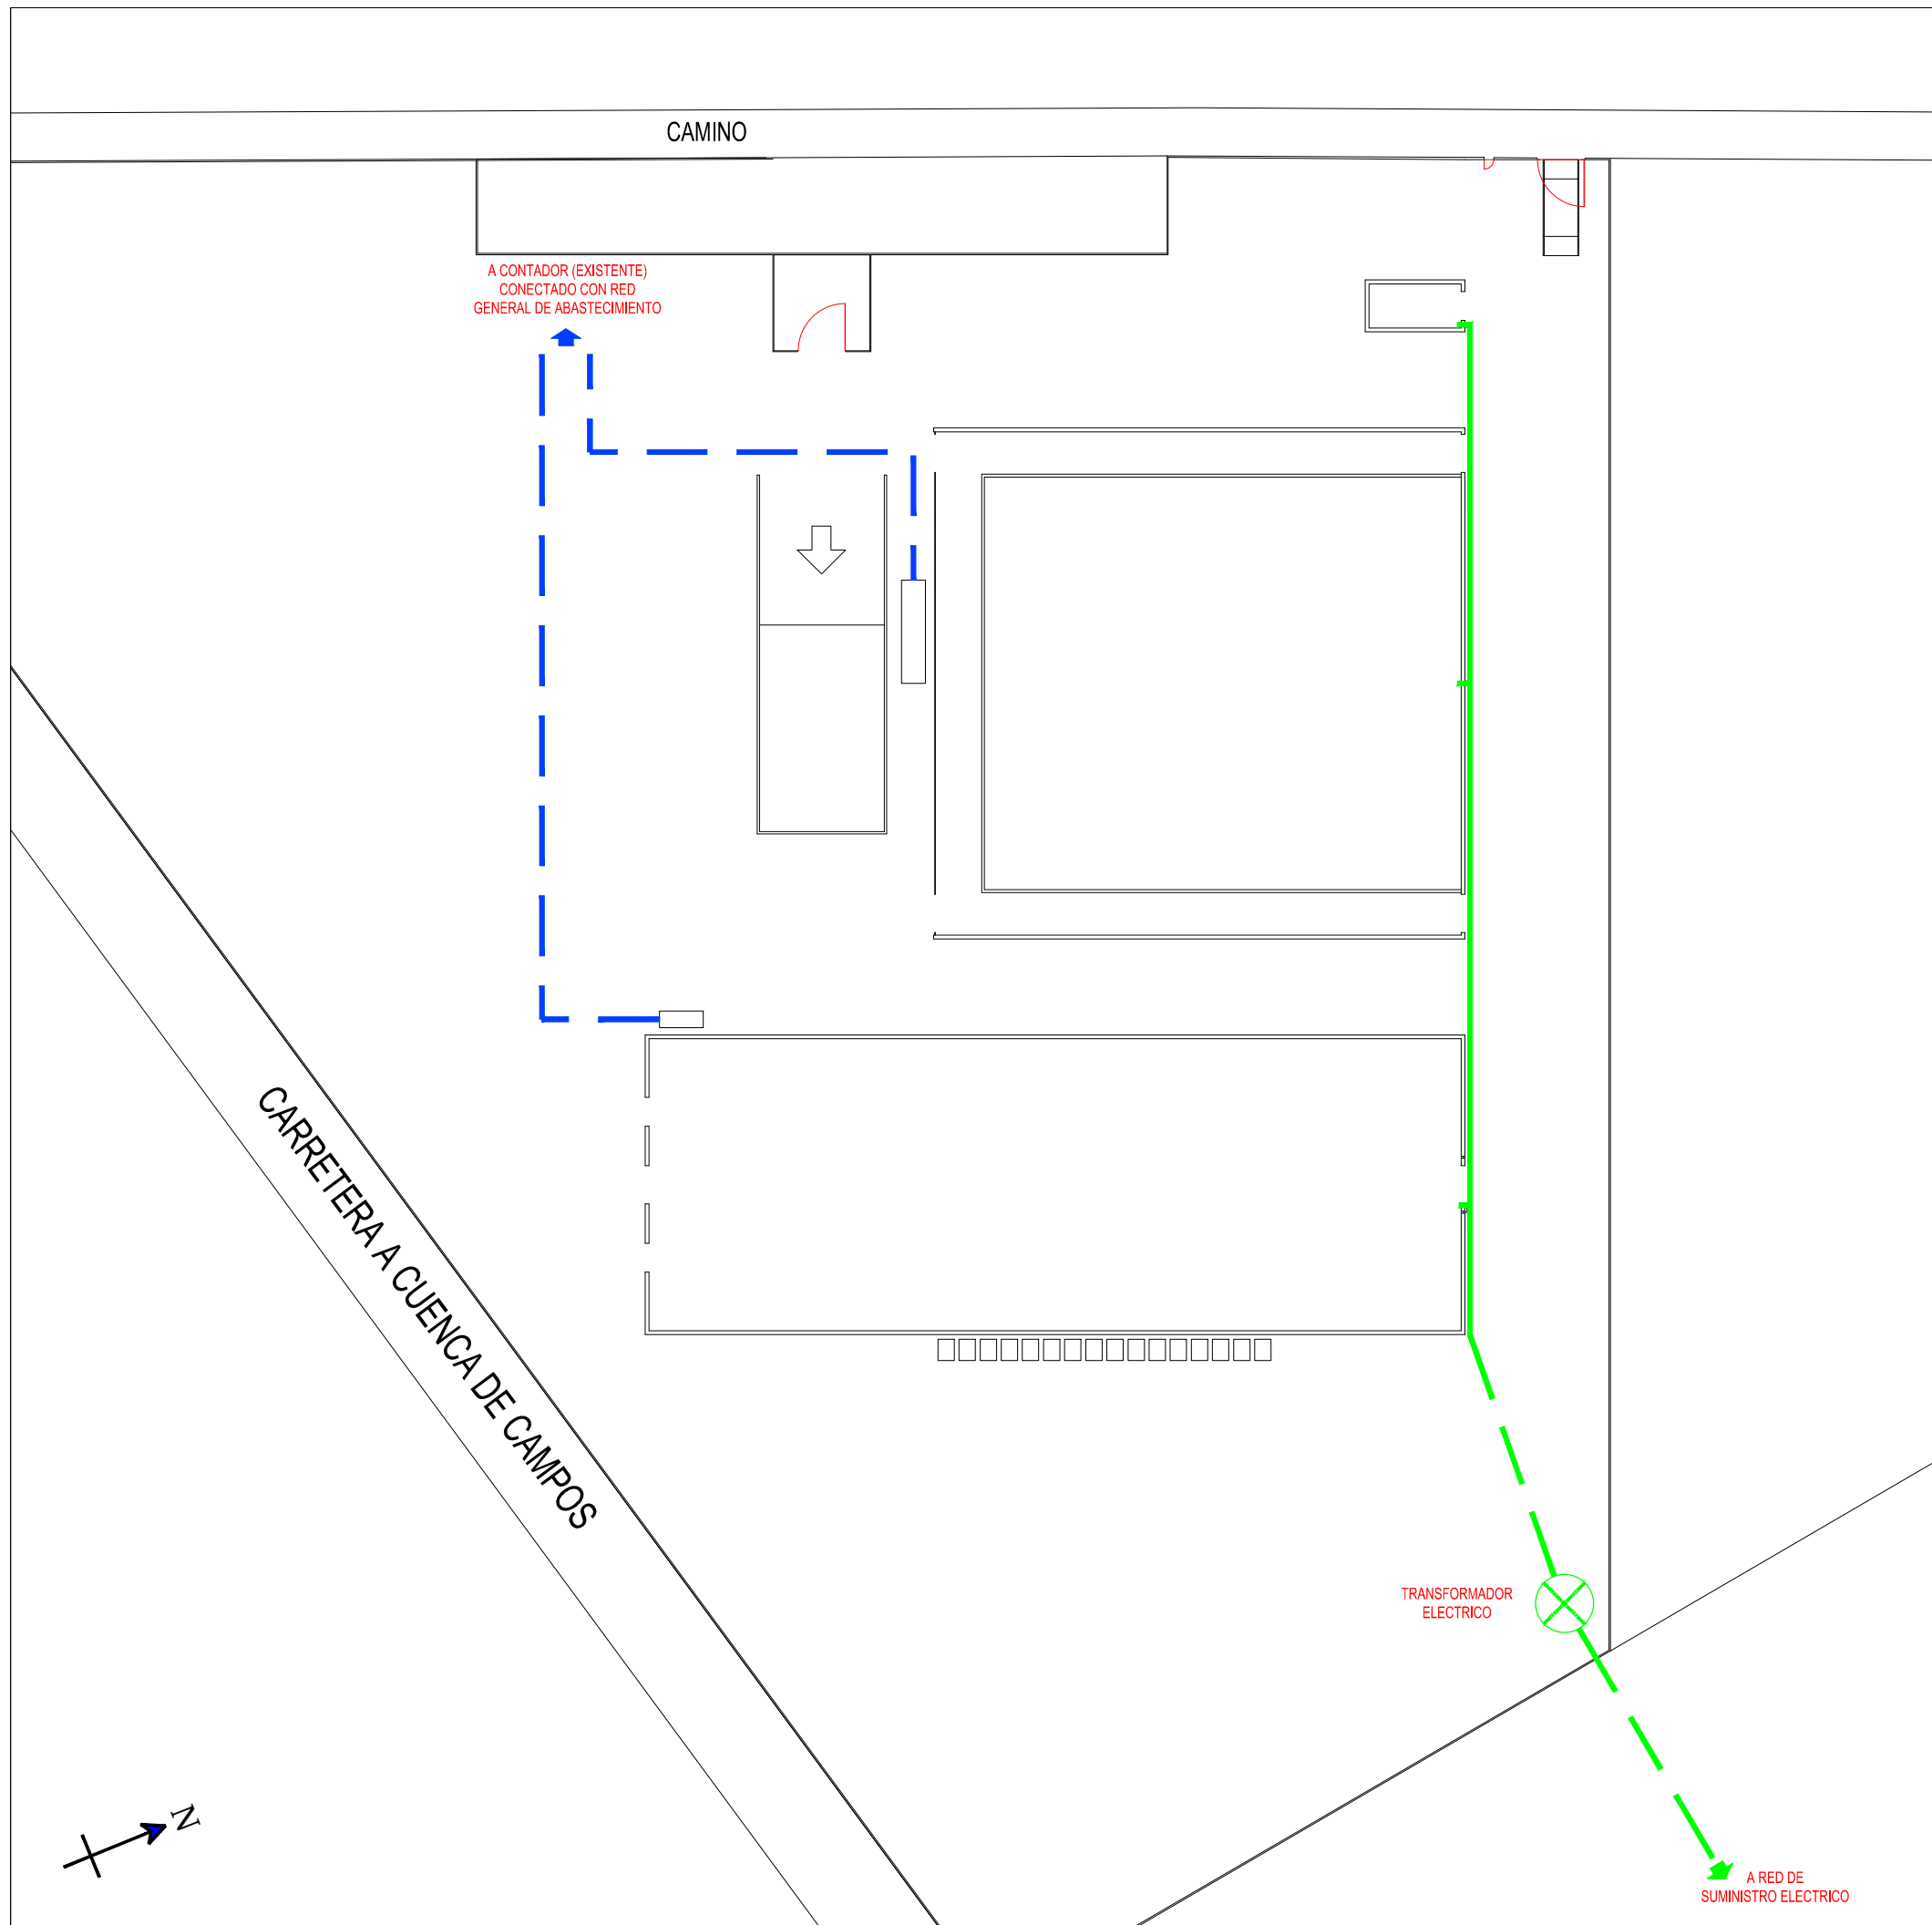 CAMINO
A CONTADOR (EXISTENTE)
CONECTADO CON RED
GENERAL DE ABASTECIMIENTO
CARRETERA A CUENCA DE CAMPOS
TRANSFORMADOR
ELECTRICO
N
A RED DE
SUMINISTRO ELECTRICO